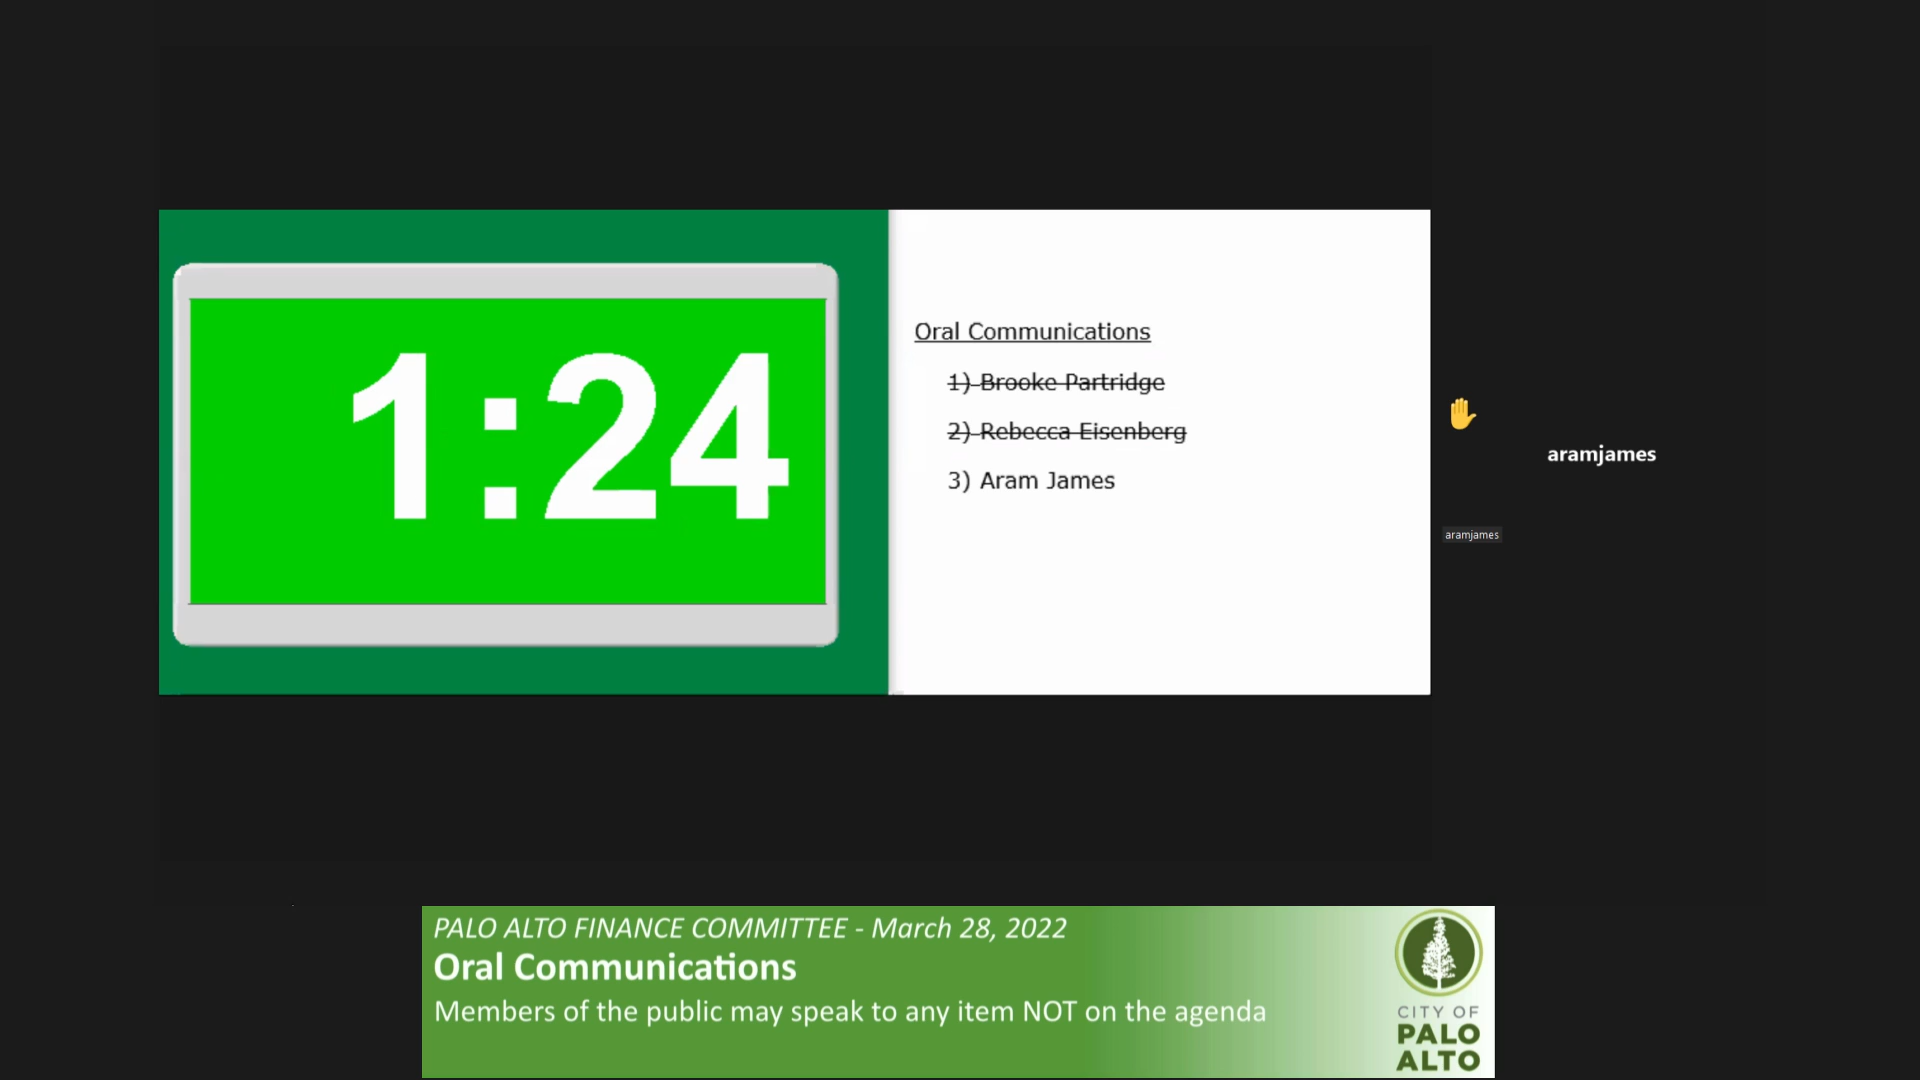 1:24
Oral Communications
1) Brooke Partridge
2) Rebecca Eisenberg
3) Aram James
aramjames
aramjames
PALO ALTO FINANCE COMMITTEE - March 28, 2022
Oral Communications
Members of the public may speak to any item NOT on the agenda
CITY OF
PALO
ALTO